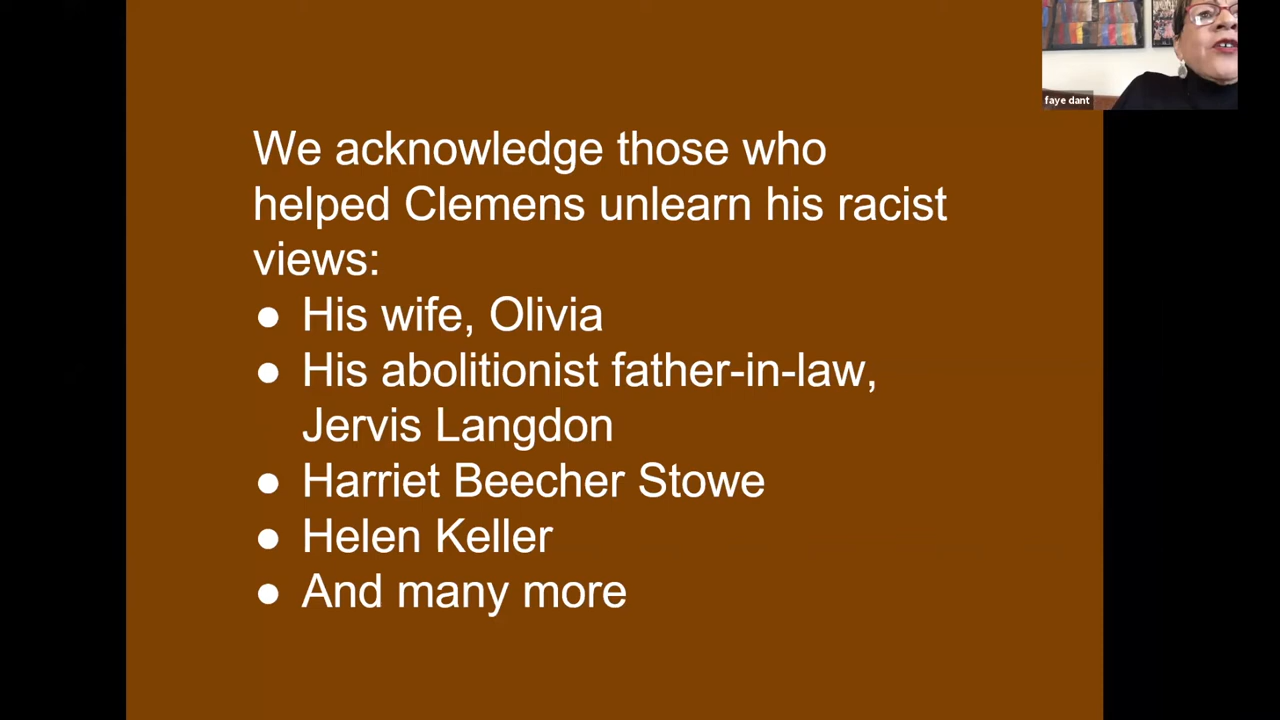 We acknowledge those who
helped Clemens unlearn his racist
views:
● His wife, Olivia
● His abolitionist father-in-law,
Jervis Langdon
● Harriet Beecher Stowe
● Helen Keller
● And many more
faye dant